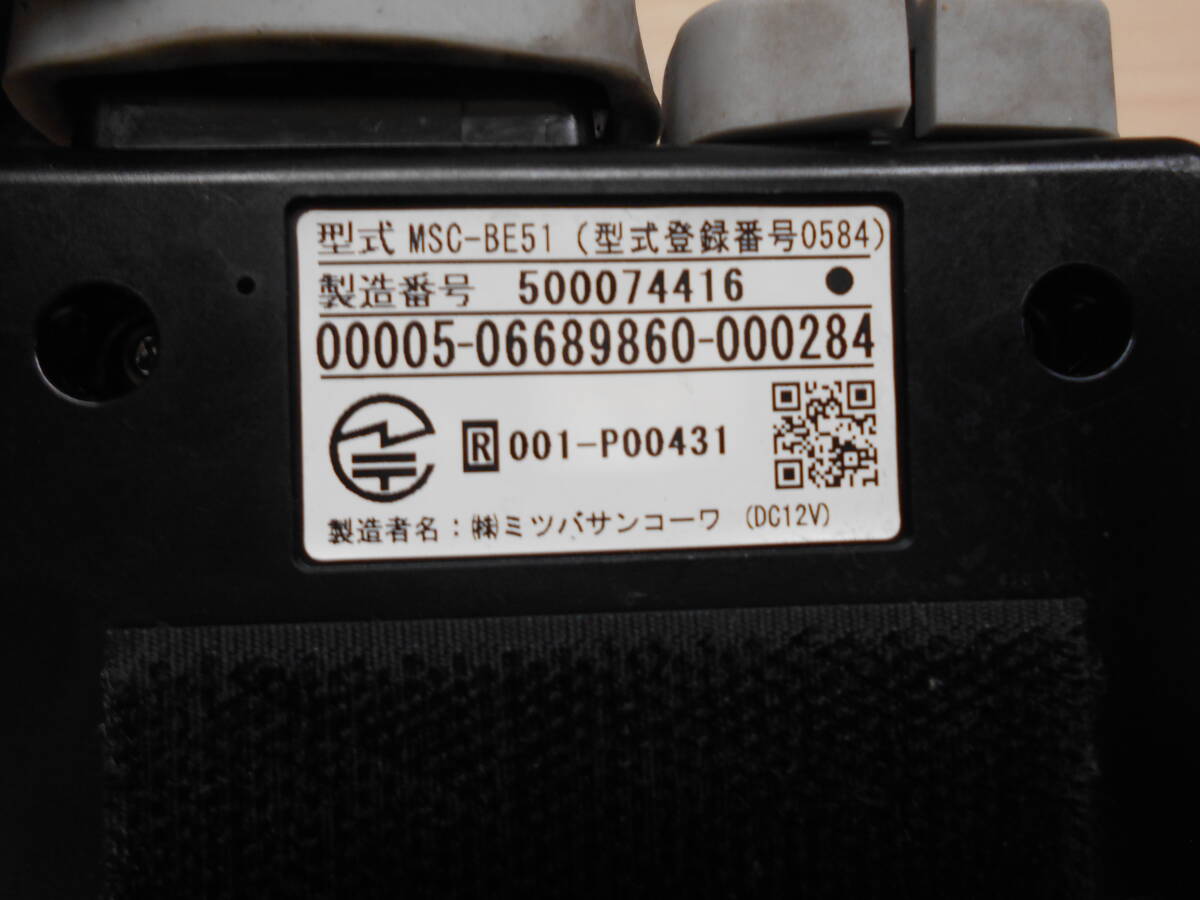 型式 MSC-BE51 (型式登録番号0584)
製造番号 500074416 ●
00005-06689860-000284
R 001-P00431
製造者名:㈱ミツバサンコーワ (DC12V)